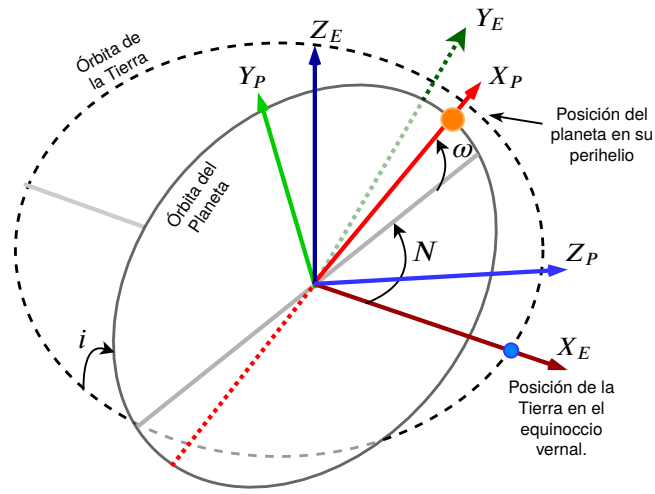 Órbita de
la Tierra
Z_E
Y_E
Y_P
X_P
Posición del
planeta en su
perihelio
ω
Órbita del
Planeta
N
Z_P
i
X_E
Posición de la
Tierra en el
equinoccio
vernal.